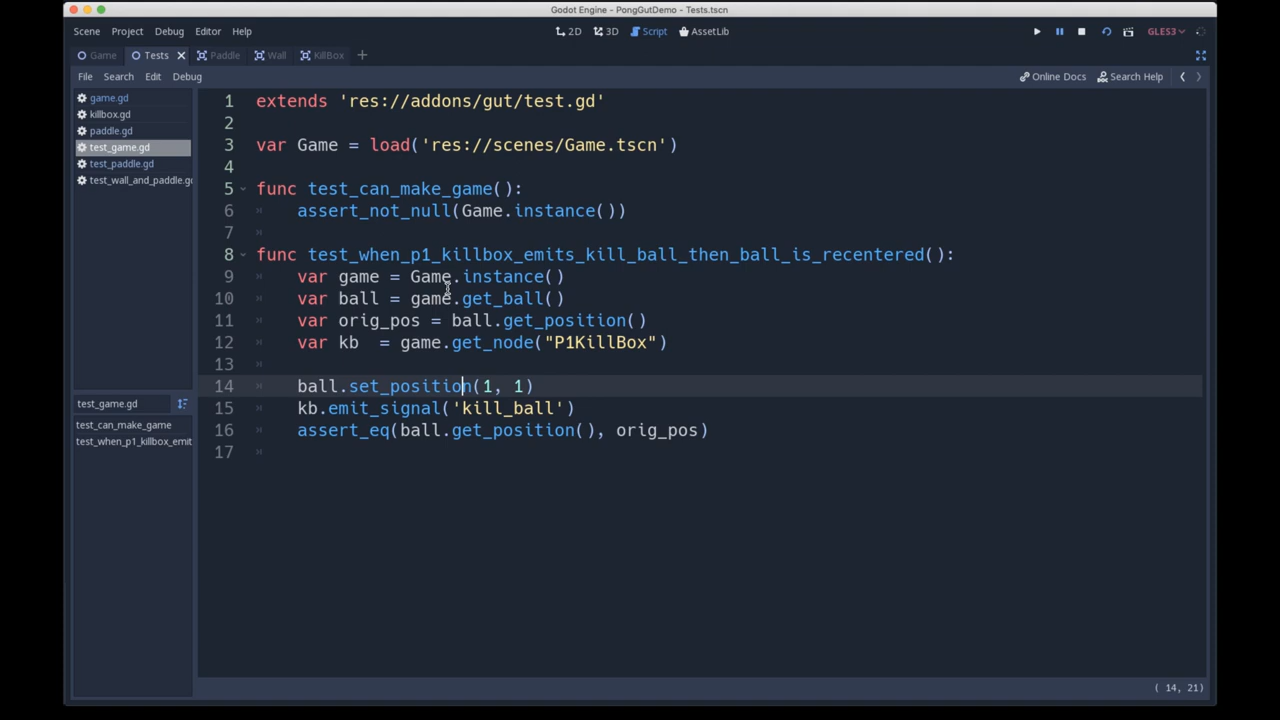 Godot Engine - PongGutDemo - Tests.tscn
Scene Project Debug Editor Help 2D 3D Script AssetLib GLES3
Game Tests Paddle Wall KillBox
File Search Edit Debug Online Docs Search Help
game.gd
killbox.gd
paddle.gd
test_game.gd
test_paddle.gd
test_wall_and_paddle.gd
test_game.gd
test_can_make_game
test_when_p1_killbox_emit
1 extends 'res://addons/gut/test.gd'
2
3 var Game = load('res://scenes/Game.tscn')
4
5 func test_can_make_game():
6 assert_not_null(Game.instance())
7
8 func test_when_p1_killbox_emits_kill_ball_then_ball_is_recentered():
9 var game = Game.instance()
10 var ball = game.get_ball()
11 var orig_pos = ball.get_position()
12 var kb  = game.get_node("P1KillBox")
13
14 ball.set_position(1, 1)
15 kb.emit_signal('kill_ball')
16 assert_eq(ball.get_position(), orig_pos)
17
( 14, 21)